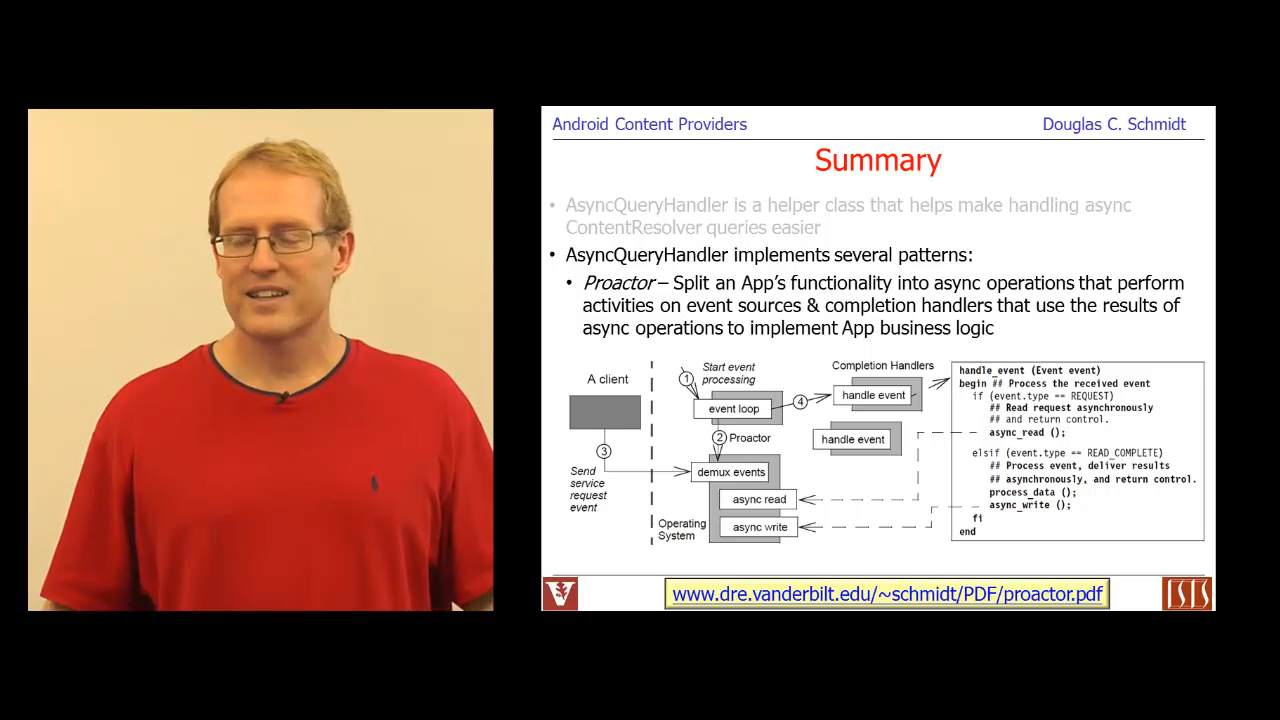 Android Content Providers
Douglas C. Schmidt
Summary
• AsyncQueryHandler is a helper class that helps make handling async
ContentResolver queries easier
• AsyncQueryHandler implements several patterns:
• Proactor – Split an App's functionality into async operations that perform
activities on event sources & completion handlers that use the results of
async operations to implement App business logic
A client
3
Send
service
request
event
1
Start event
processing
event loop
2
Proactor
demux events
async read
async write
Operating
System
4
Completion Handlers
handle event
handle event
handle_event (Event event)
begin ## Process the received event
if (event.type == REQUEST)
## Read request asynchronously
## and return control.
async_read ();
elsif (event.type == READ_COMPLETE)
## Process event, deliver results
## asynchronously, and return control.
process_data ();
async_write ();
fi
end
V
www.dre.vanderbilt.edu/~schmidt/PDF/proactor.pdf
ISIS